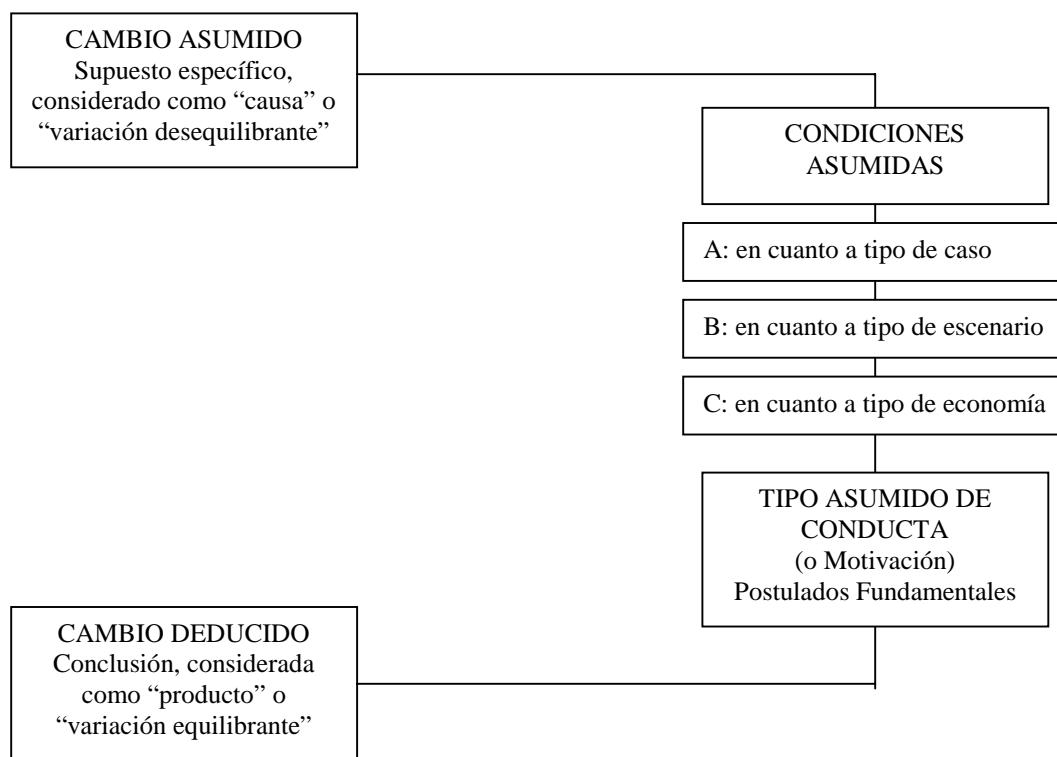 CAMBIO ASUMIDO
Supuesto específico,
considerado como “causa” o
“variación desequilibrante”
CONDICIONES
ASUMIDAS
A: en cuanto a tipo de caso
B: en cuanto a tipo de escenario
C: en cuanto a tipo de economía
TIPO ASUMIDO DE
CONDUCTA
(o Motivación)
Postulados Fundamentales
CAMBIO DEDUCIDO
Conclusión, considerada
como “producto” o
“variación equilibrante”